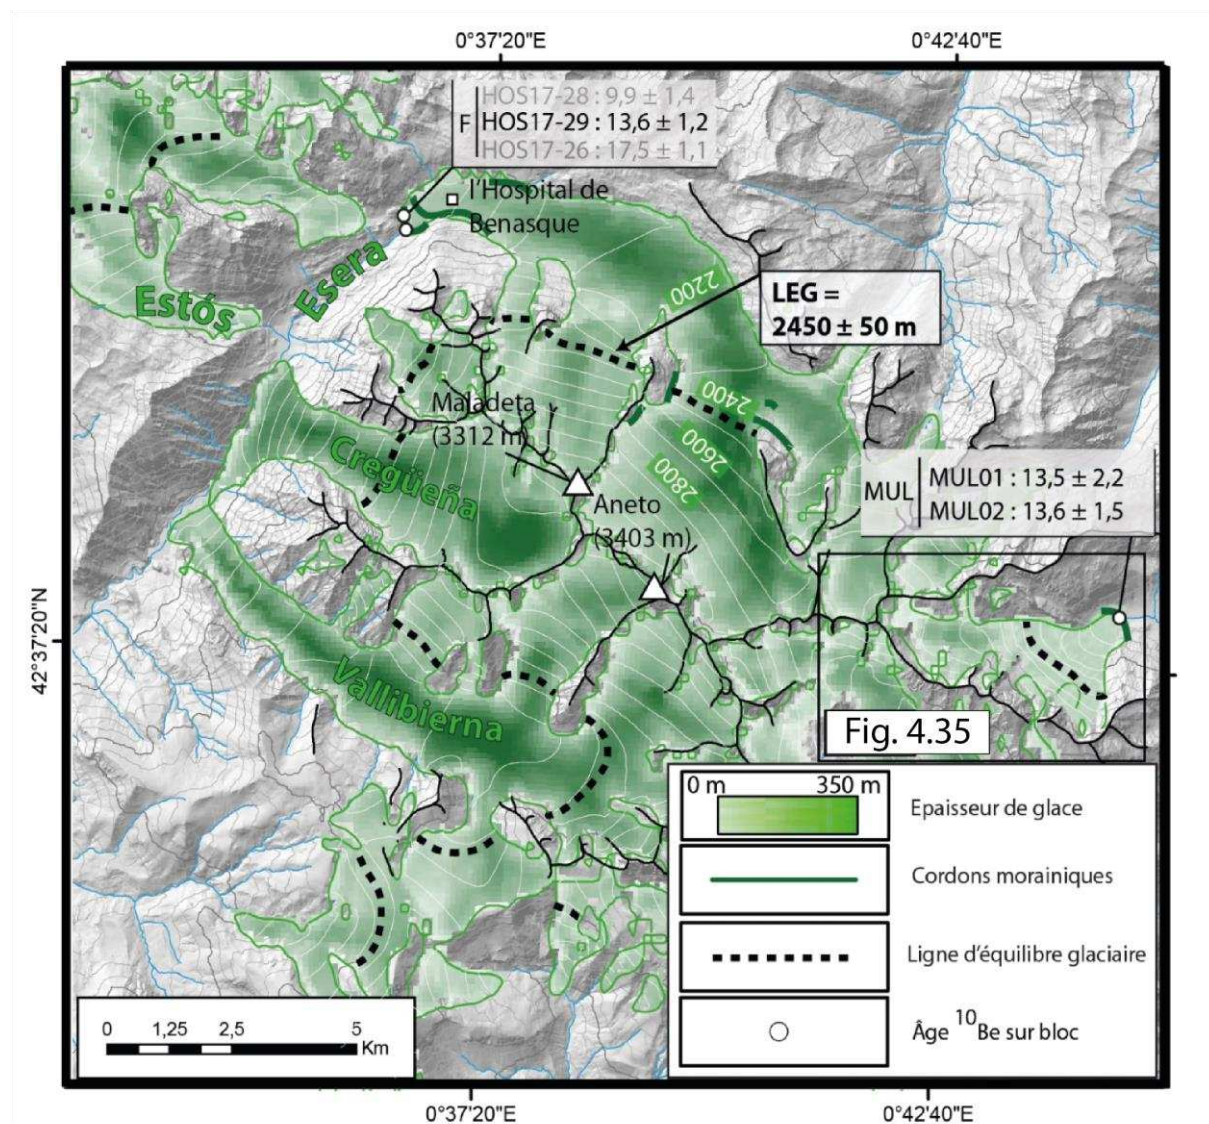 0°37'20"E
0°42'40"E
HOS17-28 : 9,9 ± 1,4
F
HOS17-29 : 13,6 ± 1,2
HOS17-26 : 17,5 ± 1,1
l'Hospital de
Benasque
Esera
Estós
2200
LEG =
2450 ± 50 m
Maladeta
(3312 m)
2400
2600
2800
Cregüeña
MUL
MUL01 : 13,5 ± 2,2
MUL02 : 13,6 ± 1,5
Aneto
(3403 m)
42°37'20"N
Vallibierna
Fig. 4.35
0 m
350 m
Epaisseur de glace
Cordons morainiques
Ligne d'équilibre glaciaire
Âge 10Be sur bloc
0
1,25
2,5
5
Km
0°37'20"E
0°42'40"E